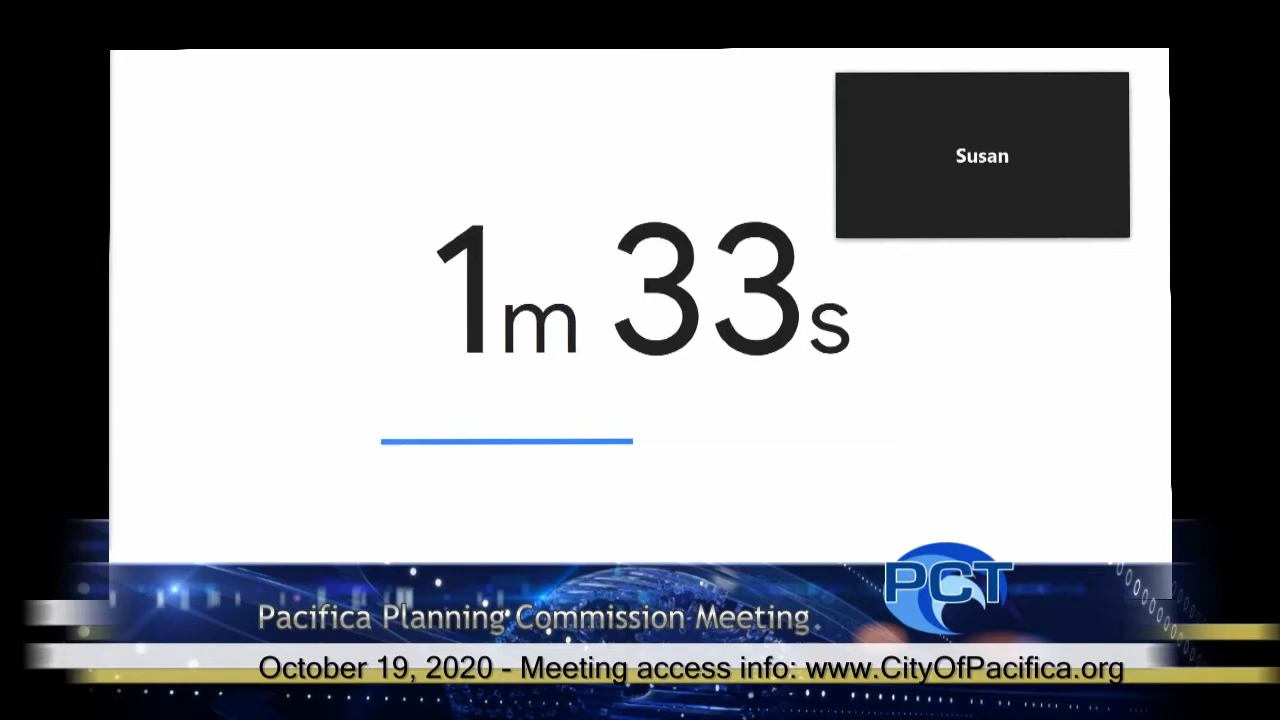 Susan
1m 33s
PCT
Pacifica Planning Commission Meeting
October 19, 2020 - Meeting access info: www.CityOfPacifica.org